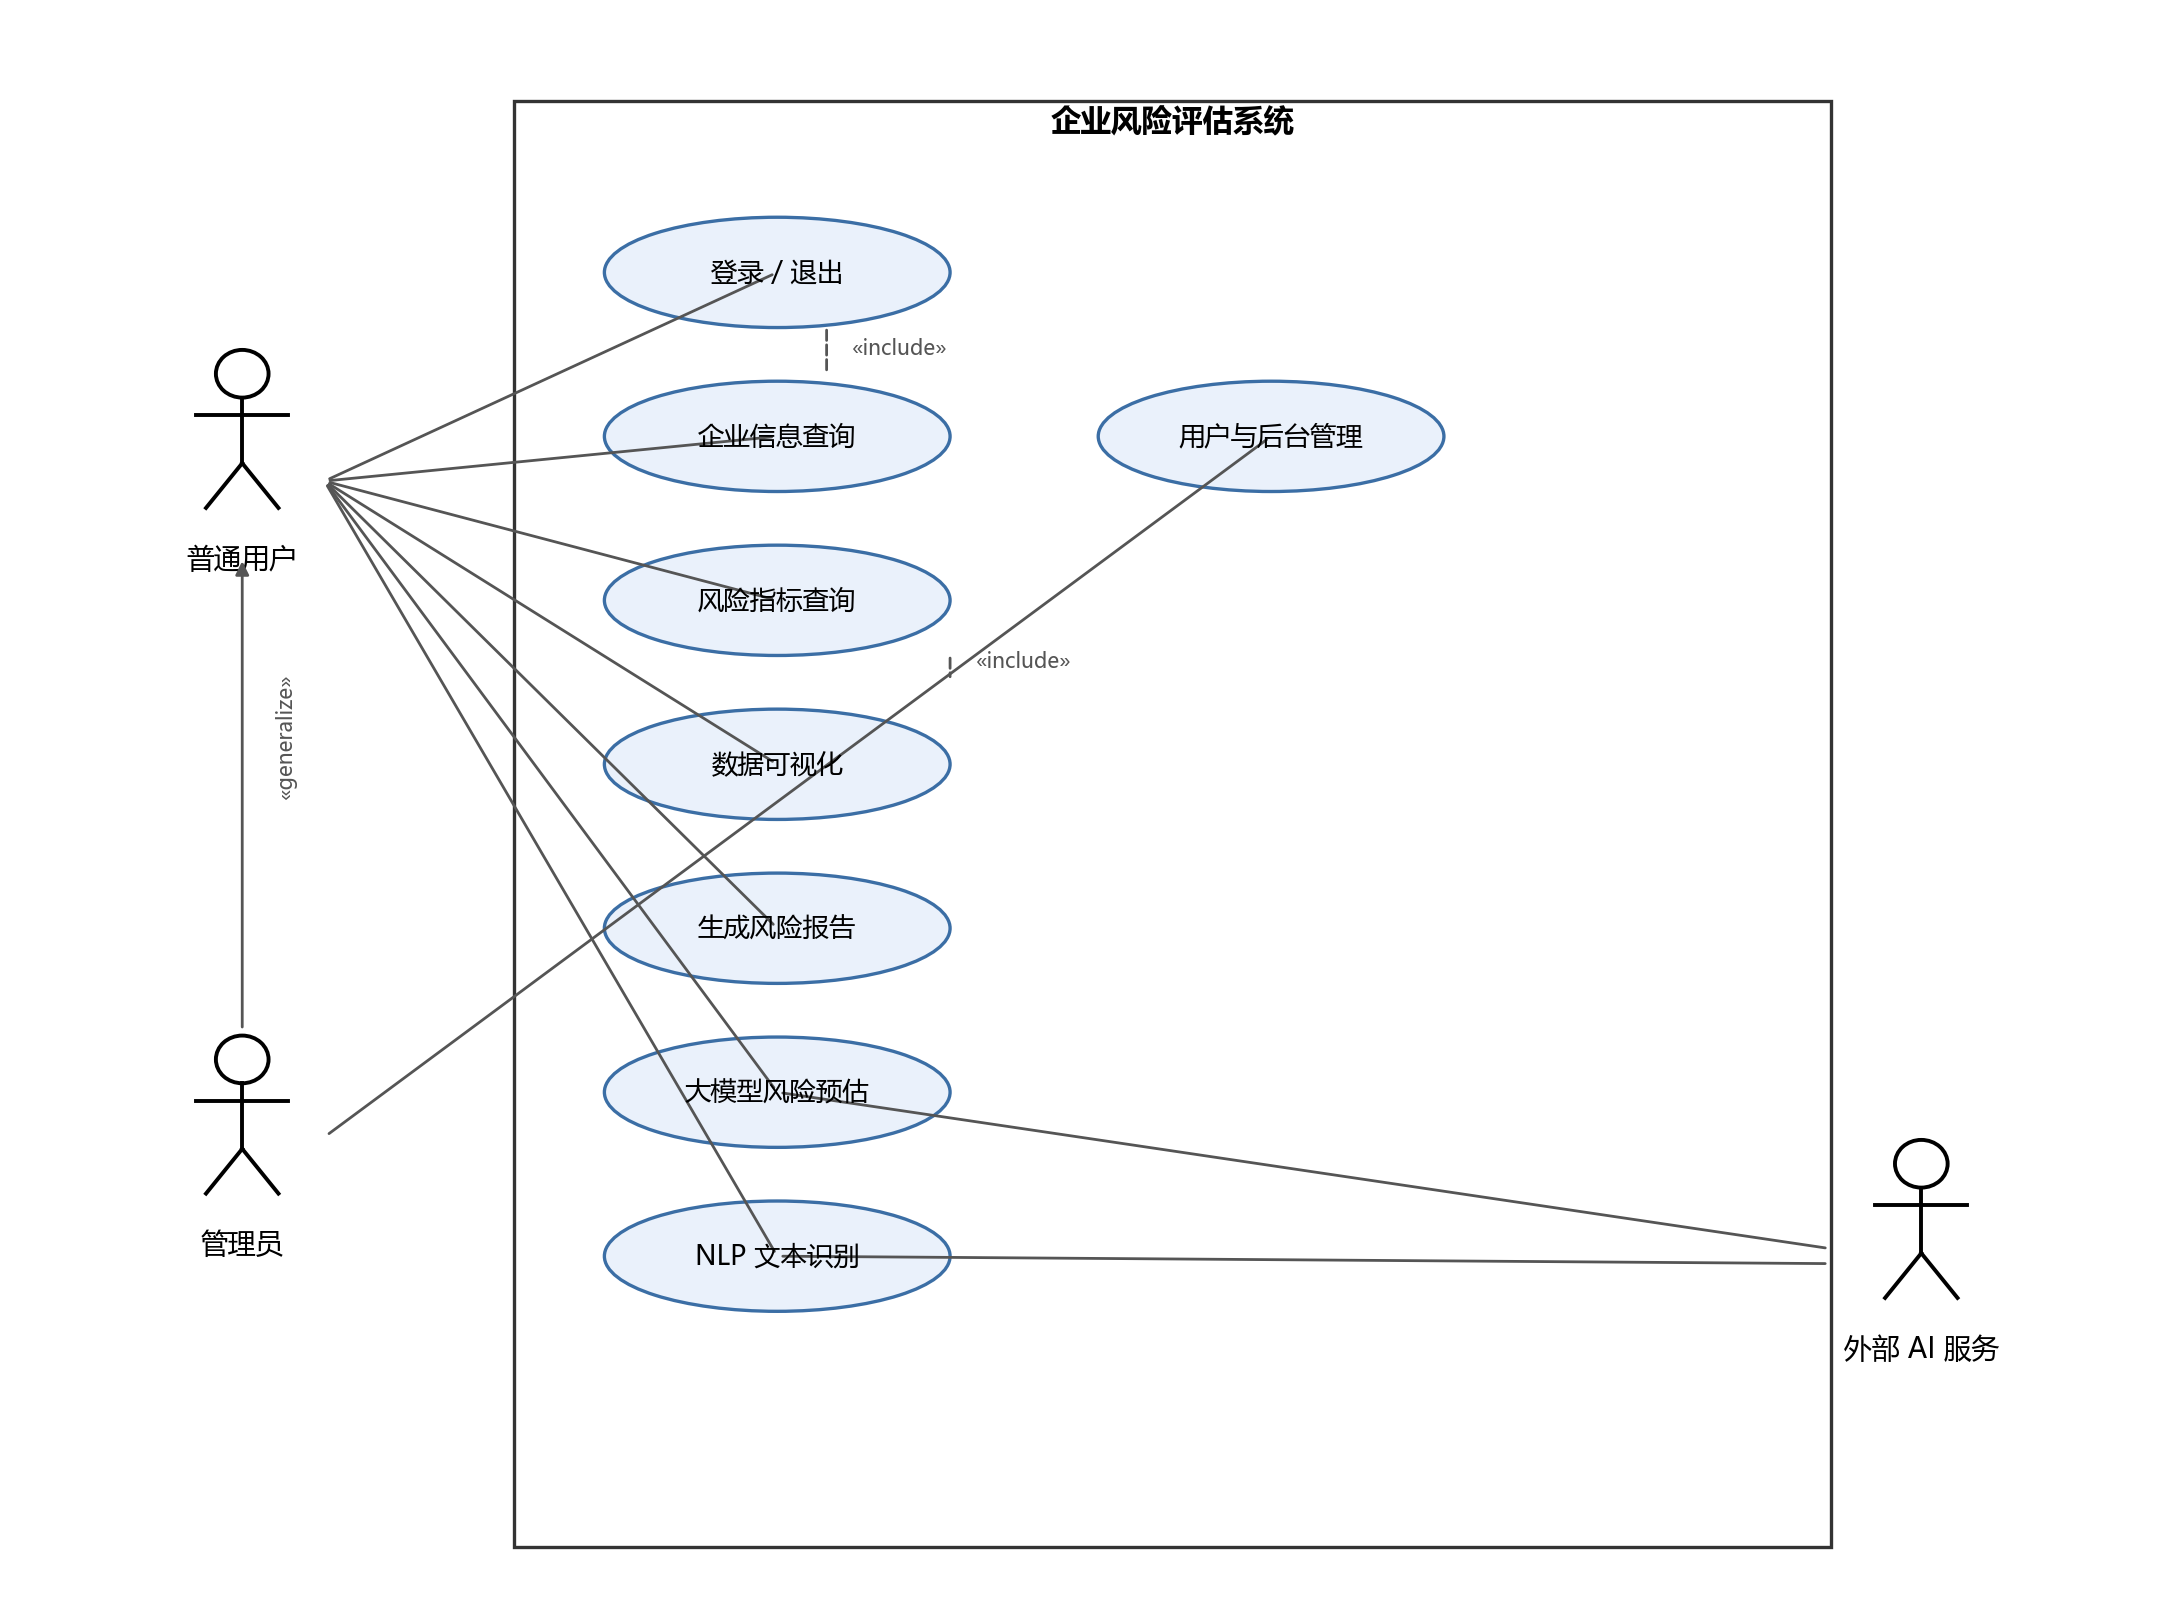 企业风险评估系统
登录 / 退出
«include»
企业信息查询
用户与后台管理
普通用户
风险指标查询
«include»
«generalize»
数据可视化
生成风险报告
大模型风险预估
管理员
NLP 文本识别
外部 AI 服务